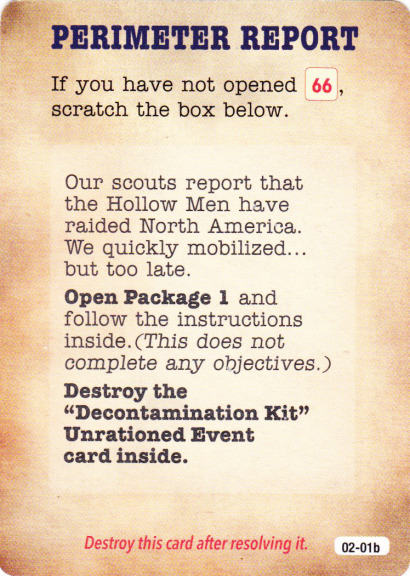 PERIMETER REPORT
If you have not opened 66,
scratch the box below.
Our scouts report that
the Hollow Men have
raided North America.
We quickly mobilized...
but too late.
Open Package 1 and
follow the instructions
inside.(This does not
complete any objectives.)
Destroy the
“Decontamination Kit”
Unrationed Event
card inside.
Destroy this card after resolving it.
02-01b